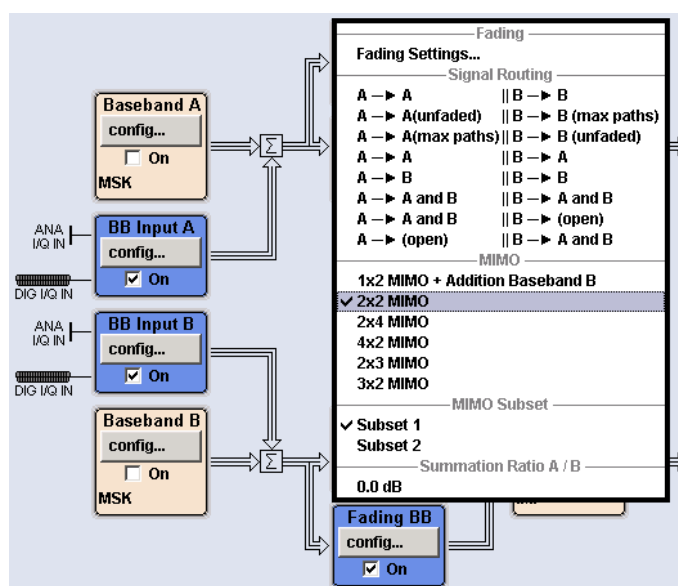 Fading
Fading Settings...
Signal Routing
A —► A || B —► B
A —► A(unfaded) || B —► B (max paths)
A —► A(max paths) || B —► B (unfaded)
A —► A || B —► A
A —► B || B —► B
A —► A and B || B —► A and B
A —► A and B || B —► (open)
A —► (open) || B —► A and B
MIMO
1x2 MIMO + Addition Baseband B
2x2 MIMO
2x4 MIMO
4x2 MIMO
2x3 MIMO
3x2 MIMO
MIMO Subset
Subset 1
Subset 2
Summation Ratio A / B
0.0 dB
Baseband A
config...
On
MSK
Σ
ANA
I/Q IN
DIG I/Q IN
BB Input A
config...
On
ANA
I/Q IN
DIG I/Q IN
BB Input B
config...
On
Baseband B
config...
On
MSK
Σ
Fading BB
config...
On